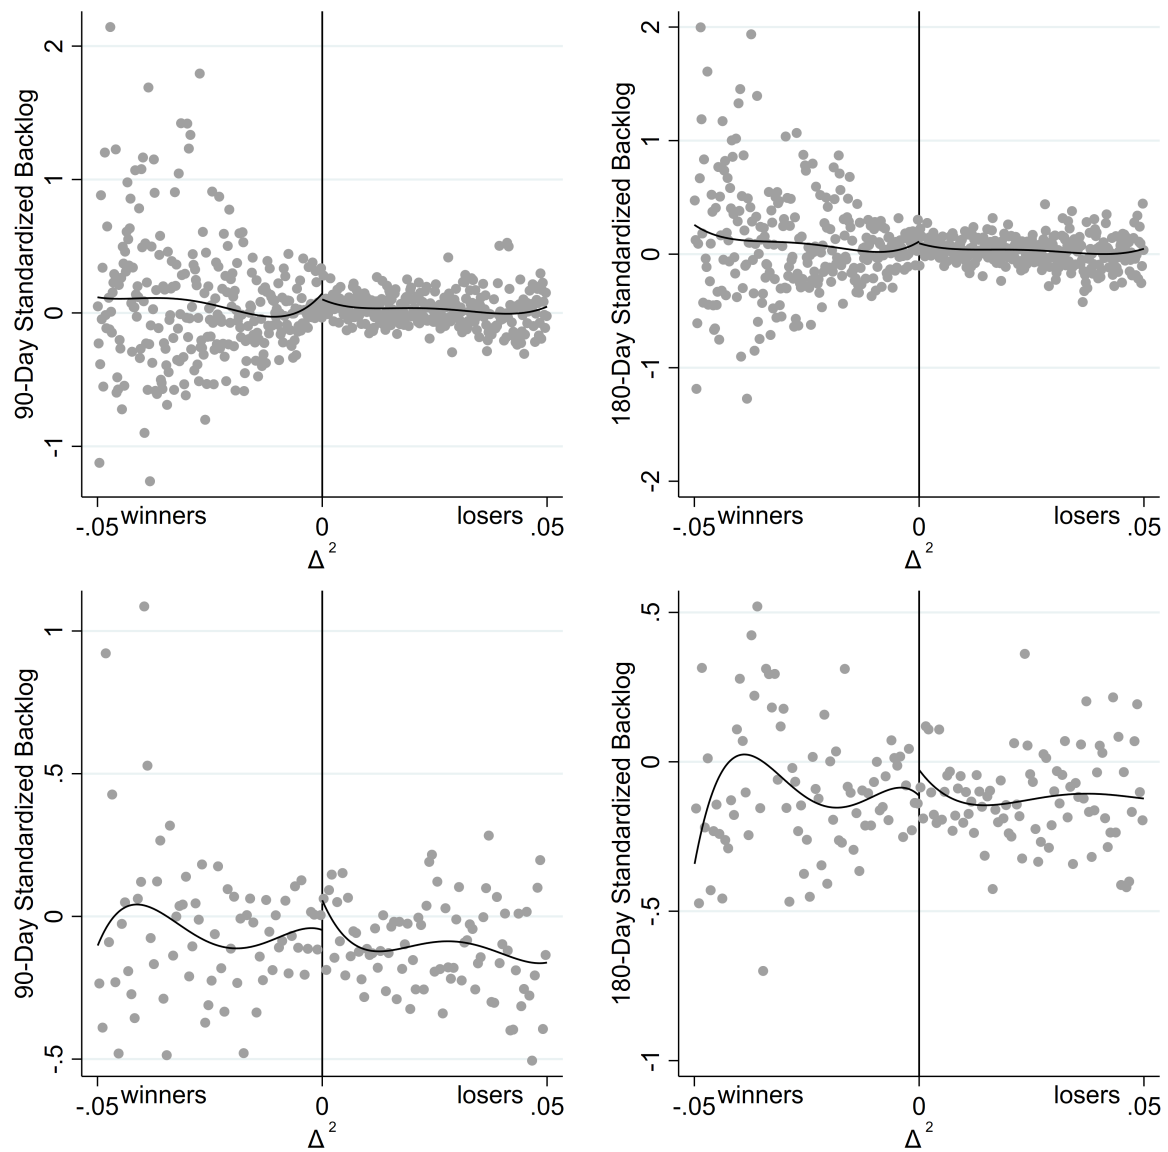 90-Day Standardized Backlog
2
1
0
-1
-.05
winners
0
losers
.05
Δ²
180-Day Standardized Backlog
2
1
0
-1
-2
-.05
winners
0
losers
.05
Δ²
90-Day Standardized Backlog
1
.5
0
-.5
-.05
winners
0
losers
.05
Δ²
180-Day Standardized Backlog
.5
0
-.5
-1
-.05
winners
0
losers
.05
Δ²